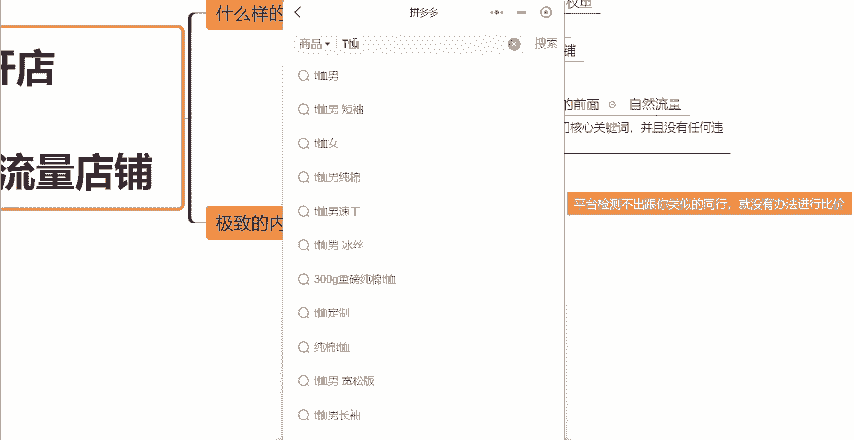 什么样的
开店
流量店铺
极致的内
拼多多
商品 T恤 搜索
t恤男
t恤男 短袖
t恤女
t恤男纯棉
t恤男速干
t恤男 冰丝
300g重磅纯棉t恤
t恤定制
纯棉t恤
t恤男 宽松版
t恤男长袖
权重
铺
的前面 自然流量
门核心关键词，并且没有任何违
平台检测不出跟你类似的同行，就没有办法进行比价